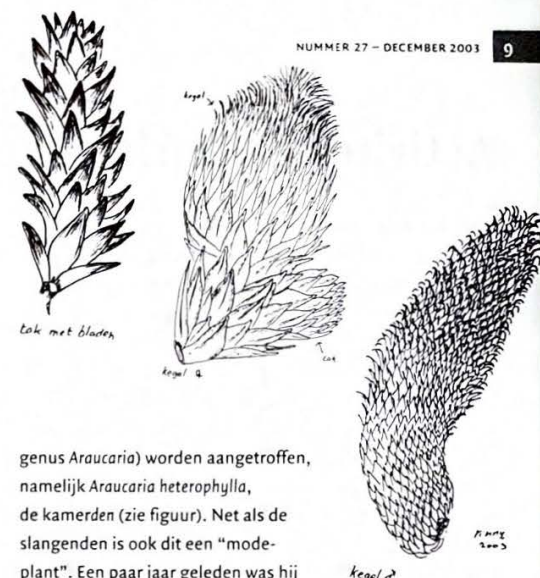 NUMMER 27 – DECEMBER 2003 9
kegel
tak met bladen
kegel ♀
kegel ♂
2003
genus Araucaria) worden aangetroffen,
namelijk Araucaria heterophylla,
de kamerden (zie figuur). Net als de
slangenden is ook dit een “mode-
plant”. Een paar jaar geleden was hij